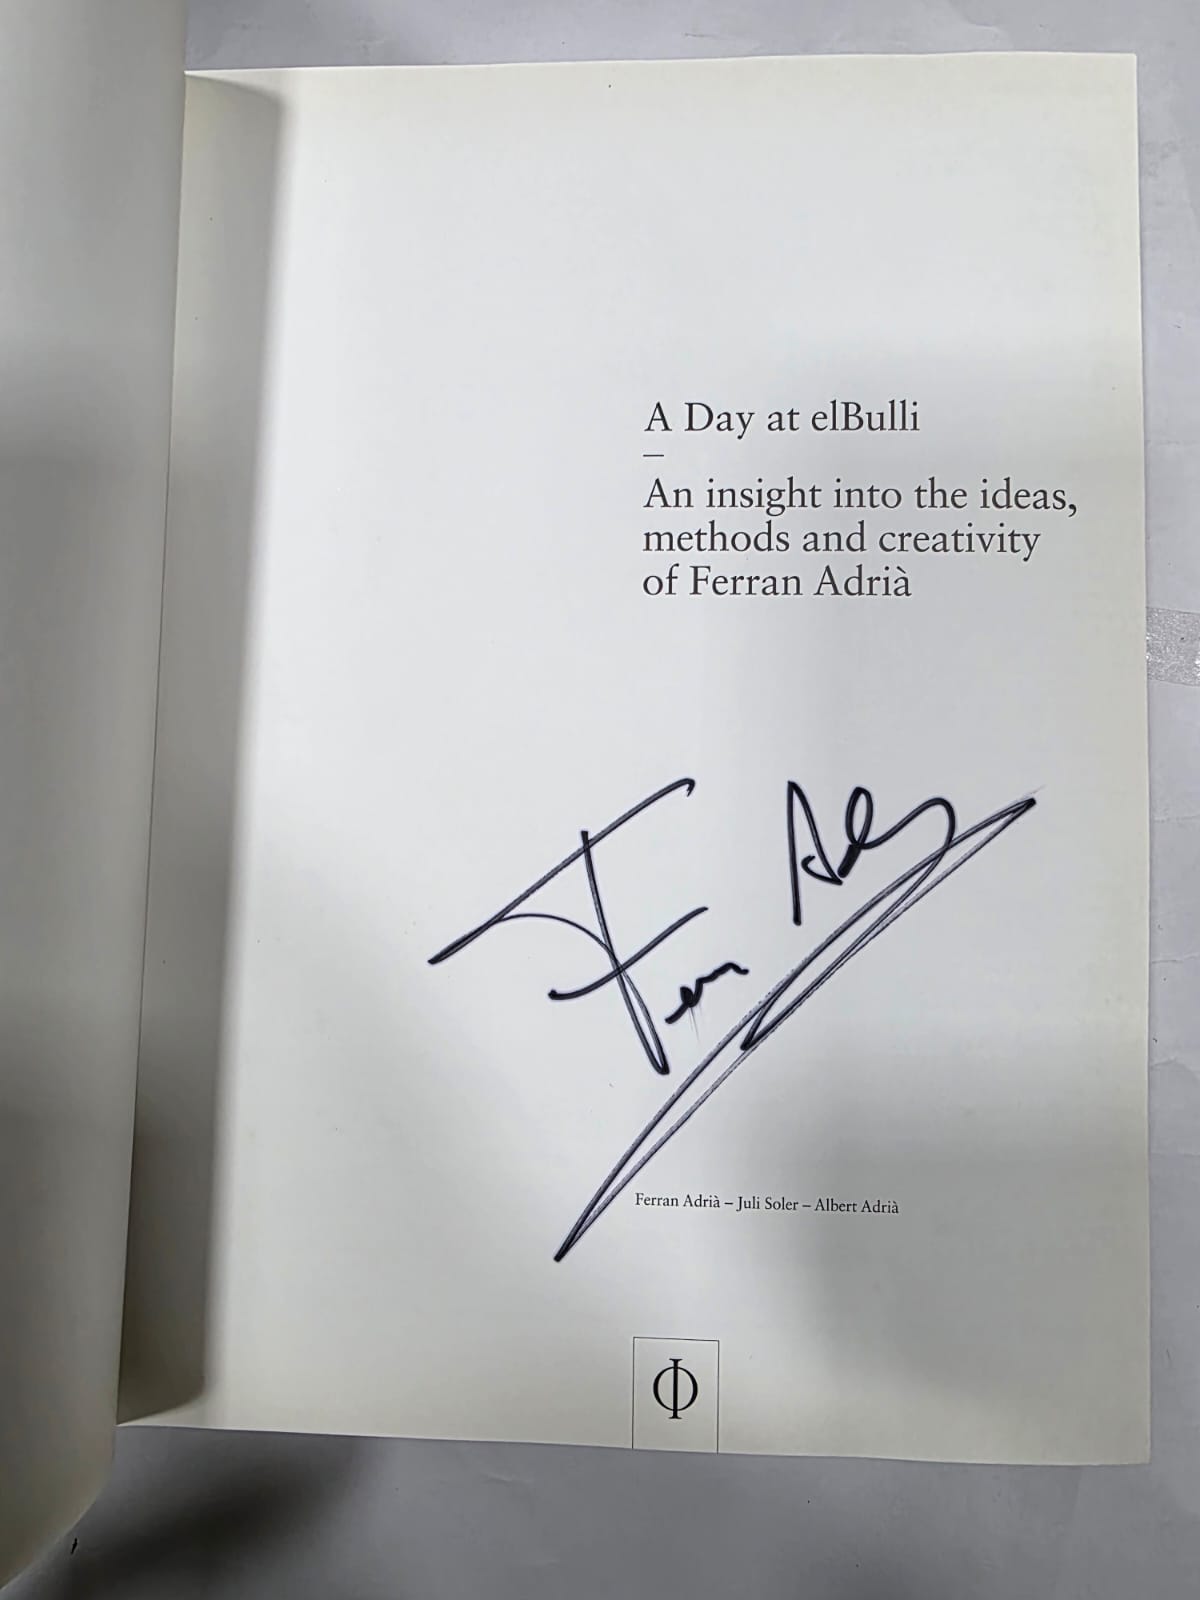 A Day at elBulli
—
An insight into the ideas,
methods and creativity
of Ferran Adrià
Ferran Adrià – Juli Soler – Albert Adrià